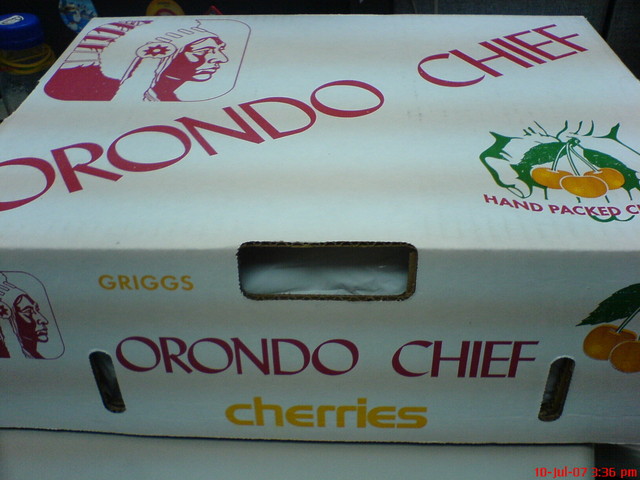 ORONDO CHIEF
HAND PACKED
GRIGGS
ORONDO CHIEF
cherries
10-Jul-07 3:36 pm